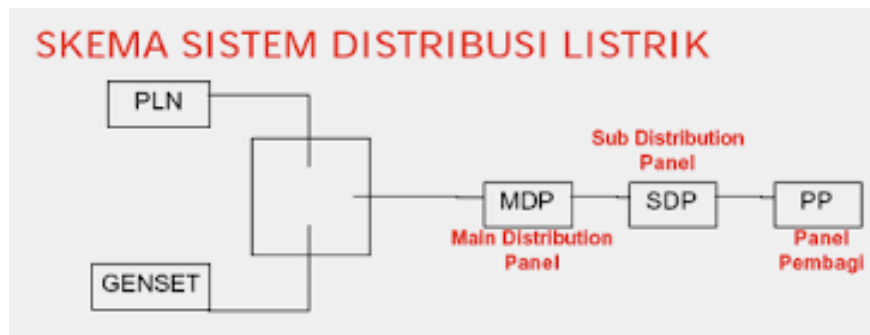 SKEMA SISTEM DISTRIBUSI LISTRIK
PLN
Sub Distribution
Panel
MDP
SDP
PP
Main Distribution
Panel
Panel
Pembagi
GENSET